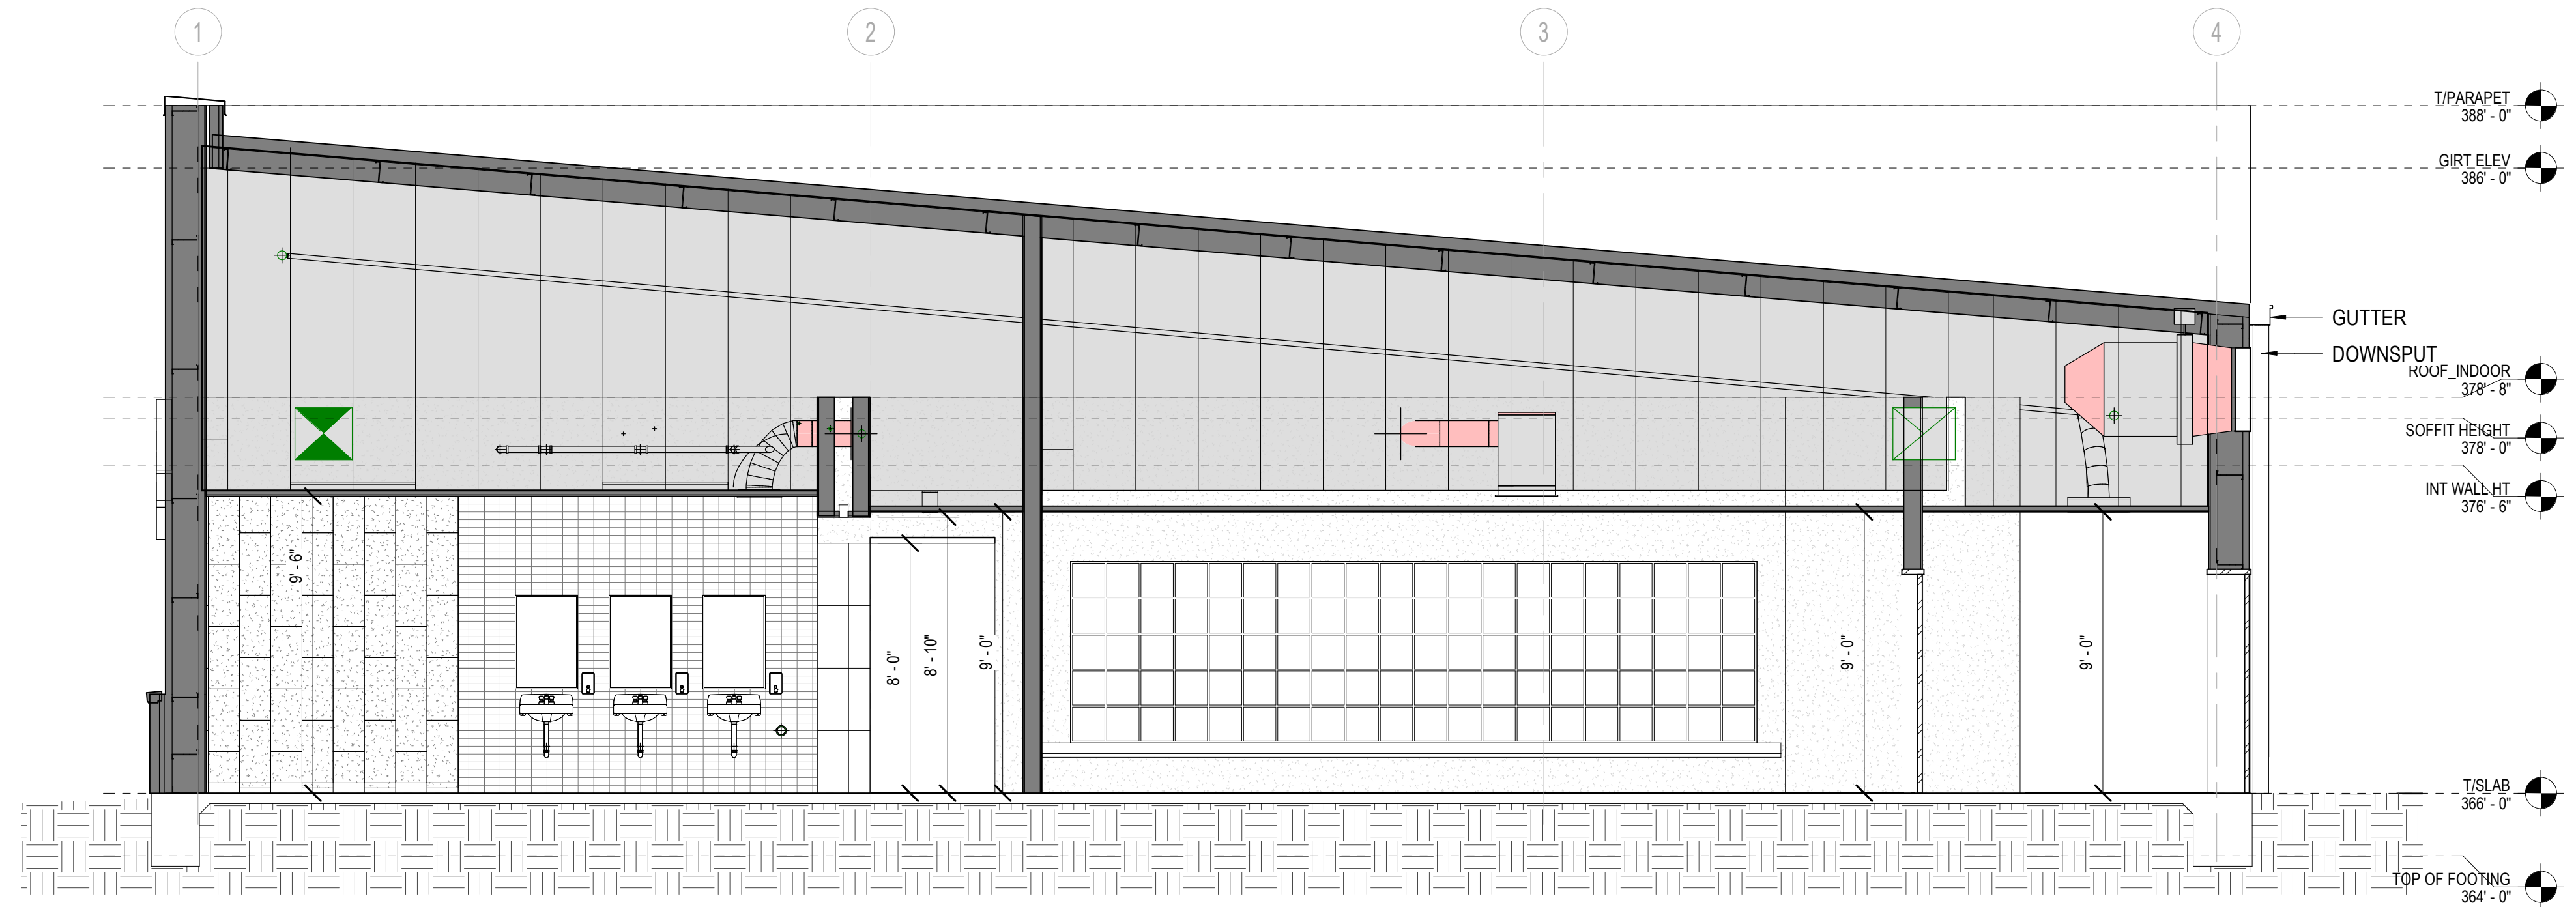 1
2
3
4
T/PARAPET
388' - 0"
GIRT ELEV
386' - 0"
GUTTER
DOWNSPUT
ROOF_INDOOR
378' - 8"
SOFFIT HEIGHT
378' - 0"
INT WALL HT
376' - 6"
9' - 6"
8' - 0"
8' - 10"
9' - 0"
9' - 0"
9' - 0"
T/SLAB
366' - 0"
TOP OF FOOTING
364' - 0"